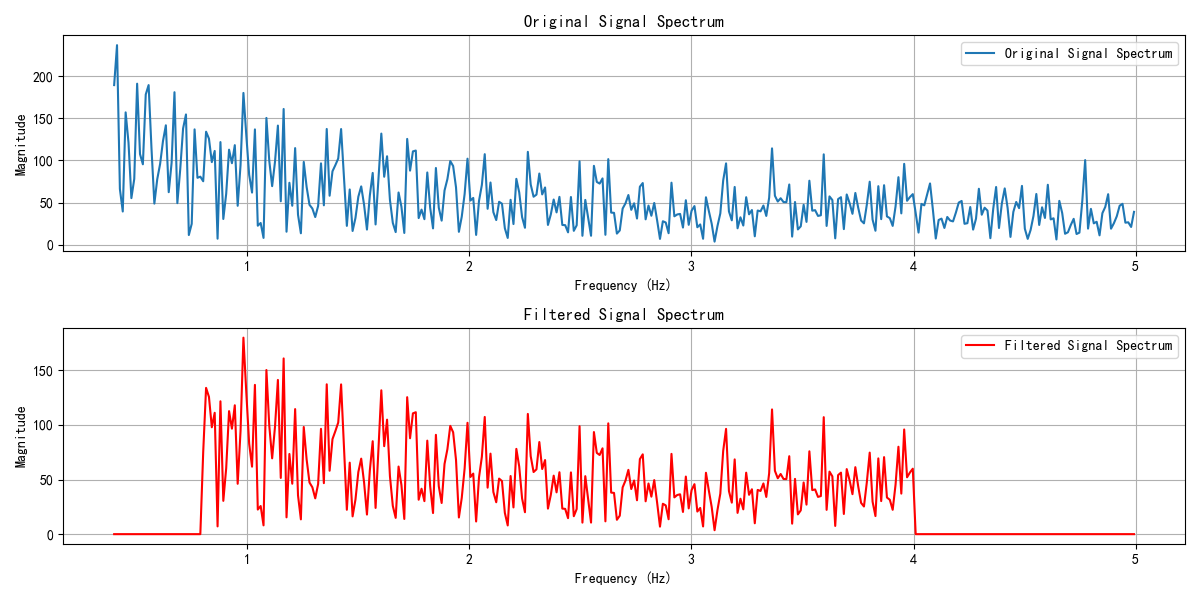 Original Signal Spectrum
Original Signal Spectrum
Magnitude
200
150
100
50
0
1 2 3 4 5
Frequency (Hz)
Filtered Signal Spectrum
Filtered Signal Spectrum
Magnitude
150
100
50
0
1 2 3 4 5
Frequency (Hz)